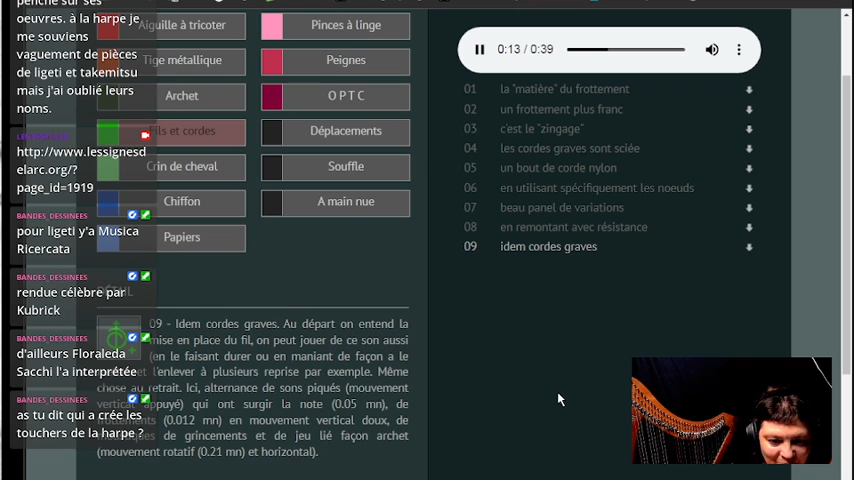 penché sur ses
oeuvres. à la harpe je
me souviens
vaguement de pièces
de ligeti et takemitsu
mais j'ai oublié leurs
noms.
http://www.lessignesd
elarc.org/?
page_id=1919
BANDES_DESSINEES
pour ligeti y'a Musica
Ricercata
BANDES_DESSINEES
rendue célèbre par
Kubrick
BANDES_DESSINEES
d'ailleurs Floraleda
Sacchi l'a interprétée
BANDES_DESSINEES
as tu dit qui a crée les
touchers de la harpe ?
Aiguille à tricoter
Pinces à linge
Tige métallique
Peignes
Archet
O P T C
Fils et cordes
Déplacements
Crin de cheval
Souffle
Chiffon
A main nue
Papiers
09 - Idem cordes graves. Au départ on entend la
mise en place du fil, on peut jouer de ce son aussi
(en le faisant durer ou en maniant de façon a le
et l'enlever à plusieurs reprise par exemple. Même
chose au retrait. Ici, alternance de sons piqués (mouvement
vertical appuyé) qui ont surgir la note (0.05 mn), de
frottements (0.012 mn) en mouvement vertical doux, de
de grincements et de jeu lié façon archet
(mouvement rotatif (0.21 mn) et horizontal).
0:13 / 0:39
01 la "matière" du frottement
02 un frottement plus franc
03 c'est le "zingage"
04 les cordes graves sont sciée
05 un bout de corde nylon
06 en utilisant spécifiquement les noeuds
07 beau panel de variations
08 en remontant avec résistance
09 idem cordes graves